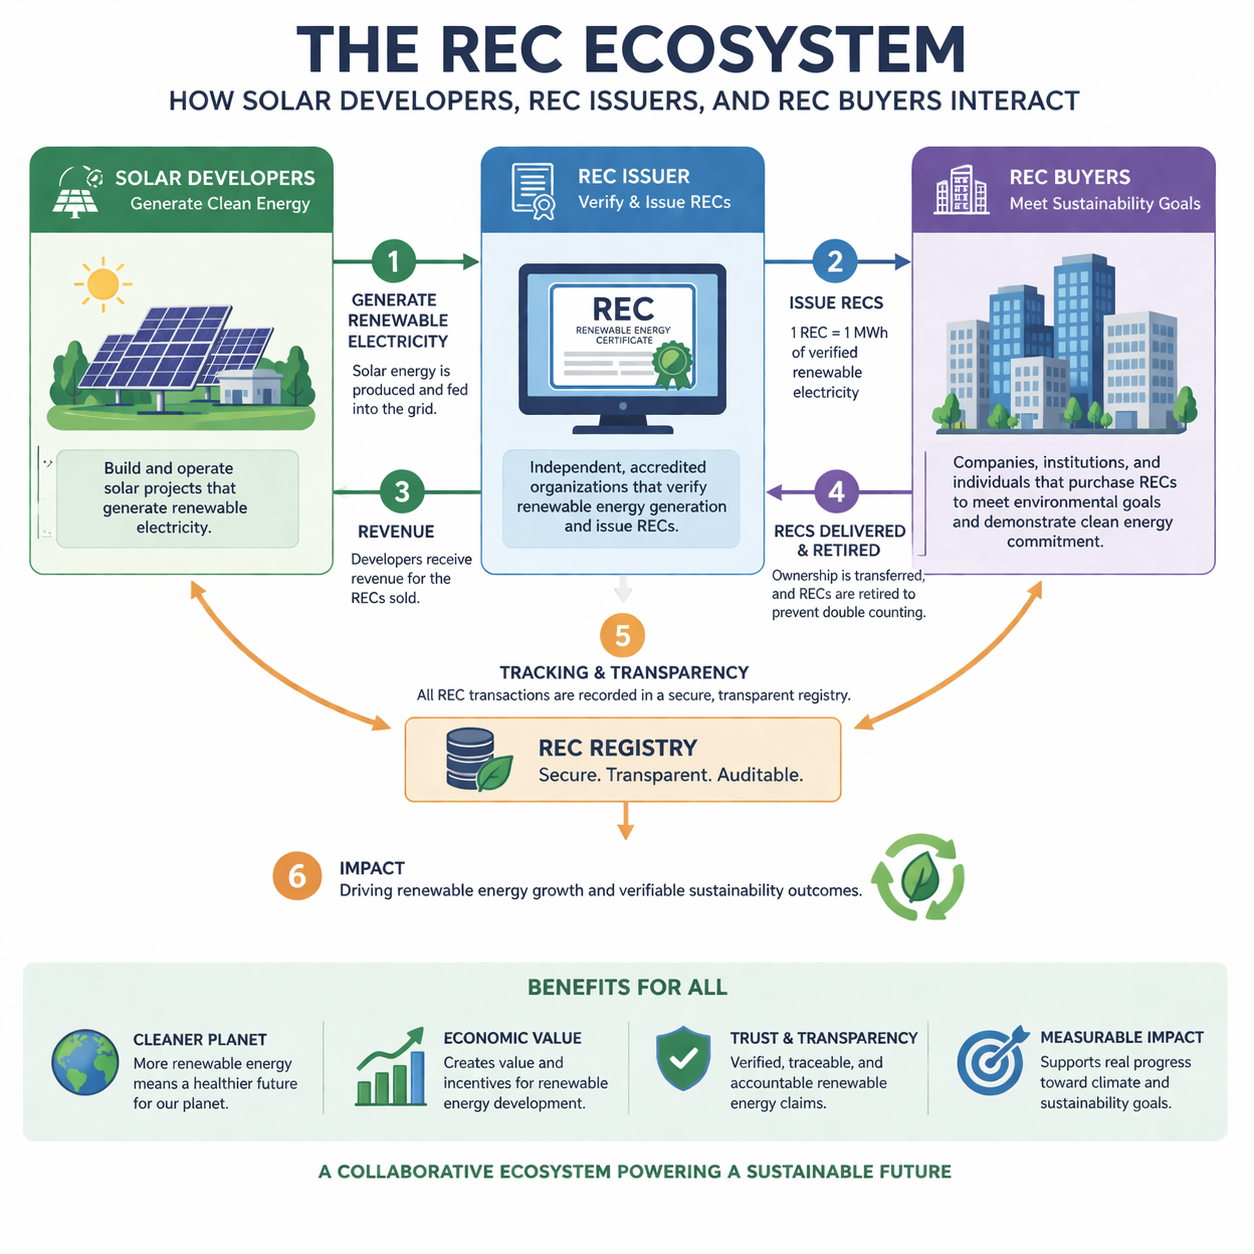 THE REC ECOSYSTEM
HOW SOLAR DEVELOPERS, REC ISSUERS, AND REC BUYERS INTERACT
SOLAR DEVELOPERS
Generate Clean Energy
REC ISSUER
Verify & Issue RECs
REC BUYERS
Meet Sustainability Goals
1
GENERATE
RENEWABLE
ELECTRICITY
Solar energy is
produced and fed
into the grid.
REC
RENEWABLE ENERGY
CERTIFICATE
2
ISSUE RECS
1 REC = 1 MWh
of verified
renewable
electricity
Build and operate
solar projects that
generate renewable
electricity.
3
REVENUE
Developers receive
revenue for the
RECs sold.
Independent, accredited
organizations that verify
renewable energy generation
and issue RECs.
4
RECS DELIVERED
& RETIRED
Ownership is transferred,
and RECs are retired to
prevent double counting.
Companies, institutions, and
individuals that purchase RECs
to meet environmental goals
and demonstrate clean energy
commitment.
5
TRACKING & TRANSPARENCY
All REC transactions are recorded in a secure, transparent registry.
REC REGISTRY
Secure. Transparent. Auditable.
6
IMPACT
Driving renewable energy growth and verifiable sustainability outcomes.
BENEFITS FOR ALL
CLEANER PLANET
More renewable energy
means a healthier future
for our planet.
ECONOMIC VALUE
Creates value and
incentives for renewable
energy development.
TRUST & TRANSPARENCY
Verified, traceable, and
accountable renewable
energy claims.
MEASURABLE IMPACT
Supports real progress
toward climate and
sustainability goals.
A COLLABORATIVE ECOSYSTEM POWERING A SUSTAINABLE FUTURE